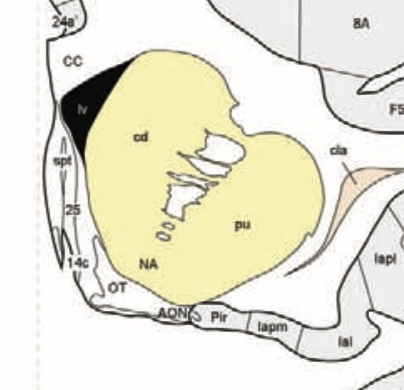 24a'
8A
CC
lv
F5
cd
cla
spt
25
pu
14c
NA
lapl
OT
AON
Pir
lapm
lal